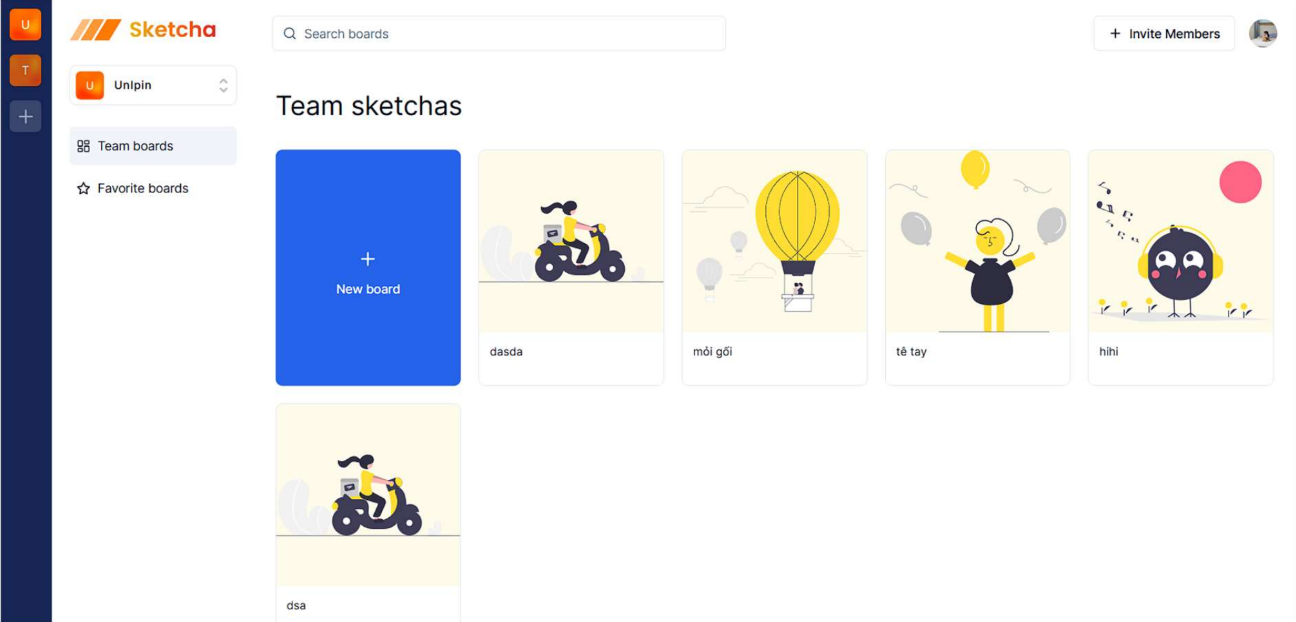 U
T
Sketcha
U
UnIpin
Team boards
Favorite boards
Search boards
Invite Members
Team sketchas
New board
dasda
mỏi gối
tê tay
hihi
dsa